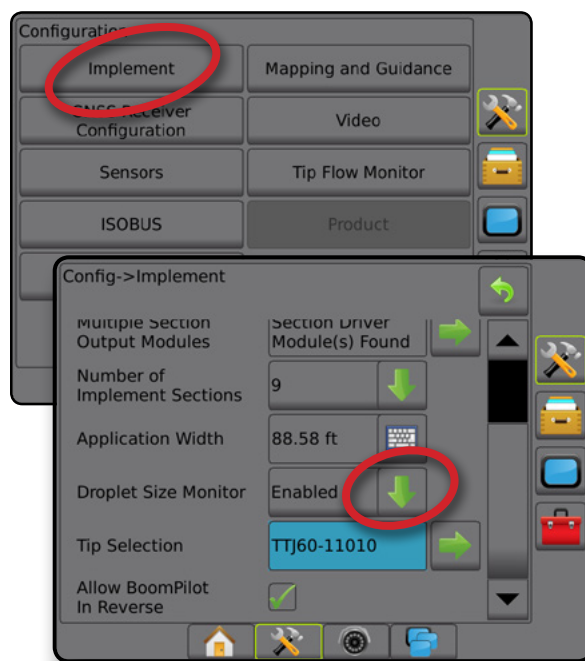 Configuration
Implement
Mapping and Guidance
GNSS Receiver
Configuration
Video
Sensors
Tip Flow Monitor
ISOBUS
Product
Config->Implement
Multiple Section
Output Modules
Section Driver
Module(s) Found
Number of
Implement Sections
9
Application Width
88.58 ft
Droplet Size Monitor
Enabled
Tip Selection
TTJ60-11010
Allow BoomPilot
In Reverse